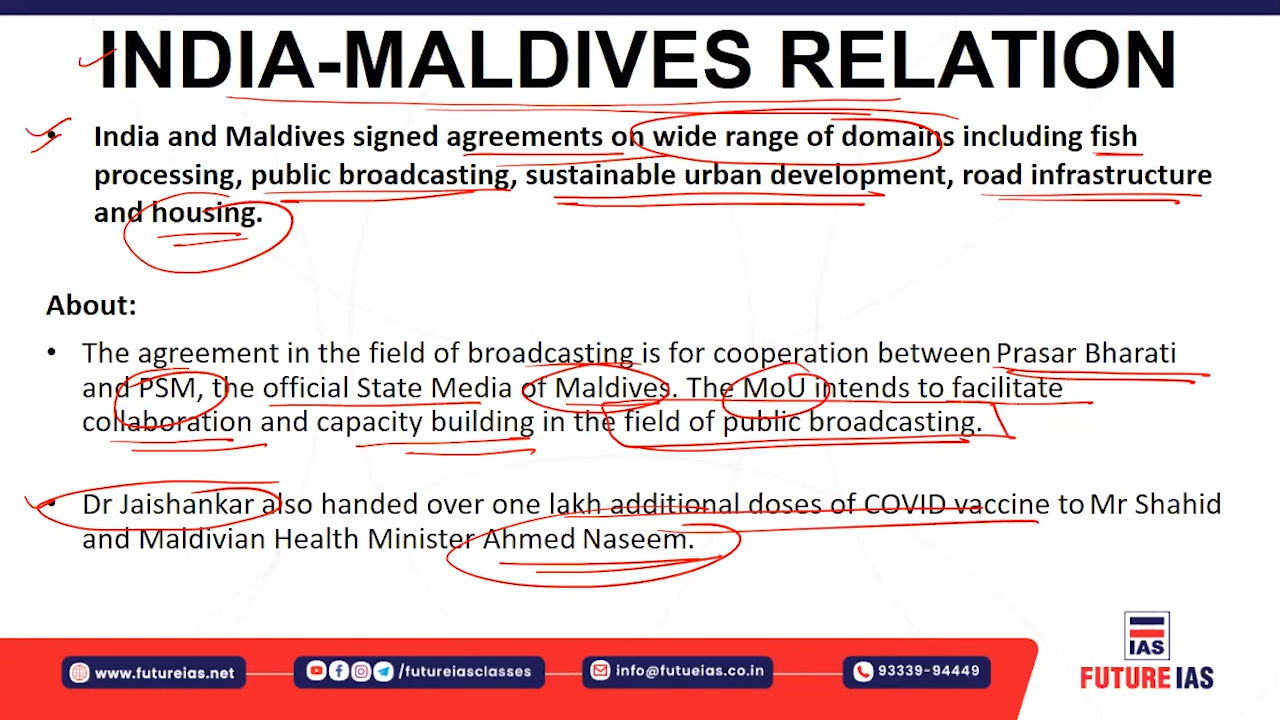 INDIA-MALDIVES RELATION
• India and Maldives signed agreements on wide range of domains including fish
processing, public broadcasting, sustainable urban development, road infrastructure
and housing.
About:
• The agreement in the field of broadcasting is for cooperation between Prasar Bharati
and PSM, the official State Media of Maldives. The MoU intends to facilitate
collaboration and capacity building in the field of public broadcasting.
• Dr Jaishankar also handed over one lakh additional doses of COVID vaccine to Mr Shahid
and Maldivian Health Minister Ahmed Naseem.
IAS
FUTURE IAS
www.futureias.net
/futureiasclasses
info@futueias.co.in
93339-94449